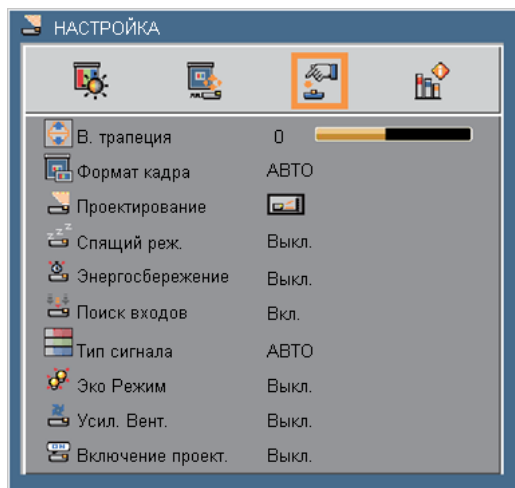 НАСТРОЙКА
В. трапеция 0
Формат кадра АВТО
Проектирование
Спящий реж. Выкл.
Энергосбережение Выкл.
Поиск входов Вкл.
Тип сигнала АВТО
Эко Режим Выкл.
Усил. Вент. Выкл.
Включение проект. Выкл.